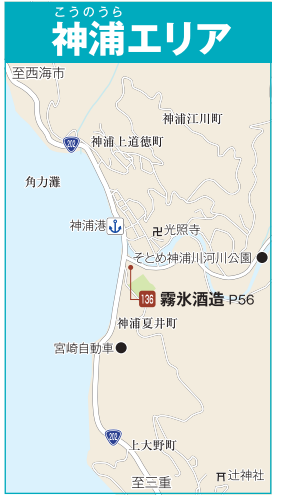 こうのうら
神浦エリア
至西海市
神浦江川町
202
神浦上道徳町
角力灘
神浦港
光照寺
そとめ神浦川河川公園
136 霧氷酒造 P56
神浦夏井町
宮崎自動車
202
上大野町
辻神社
至三重